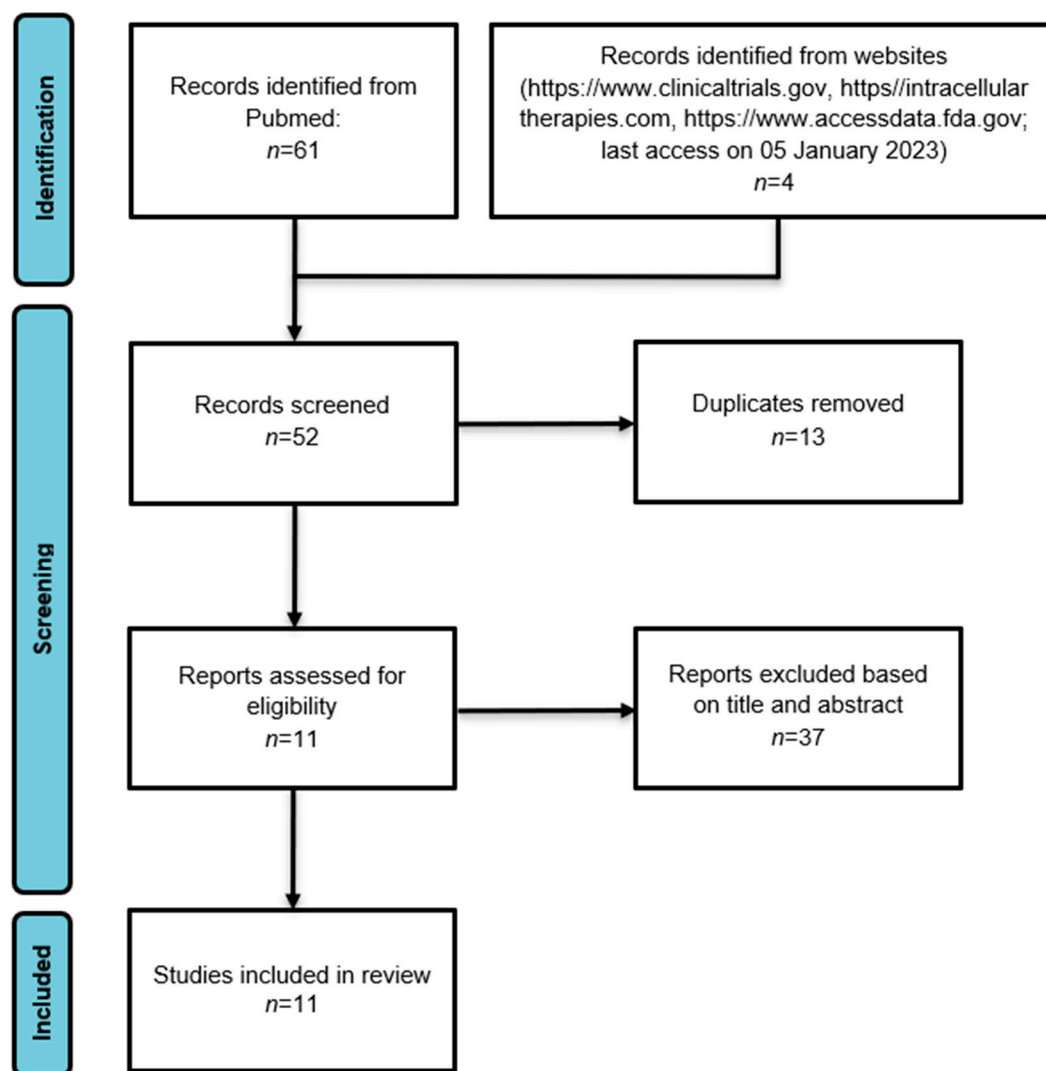 Identification
Records identified from
Pubmed:
n=61
Records identified from websites
(https://www.clinicaltrials.gov, https//intracellular
therapies.com, https://www.accessdata.fda.gov;
last access on 05 January 2023)
n=4
Screening
Records screened
n=52
Duplicates removed
n=13
Reports assessed for
eligibility
n=11
Reports excluded based
on title and abstract
n=37
Included
Studies included in review
n=11